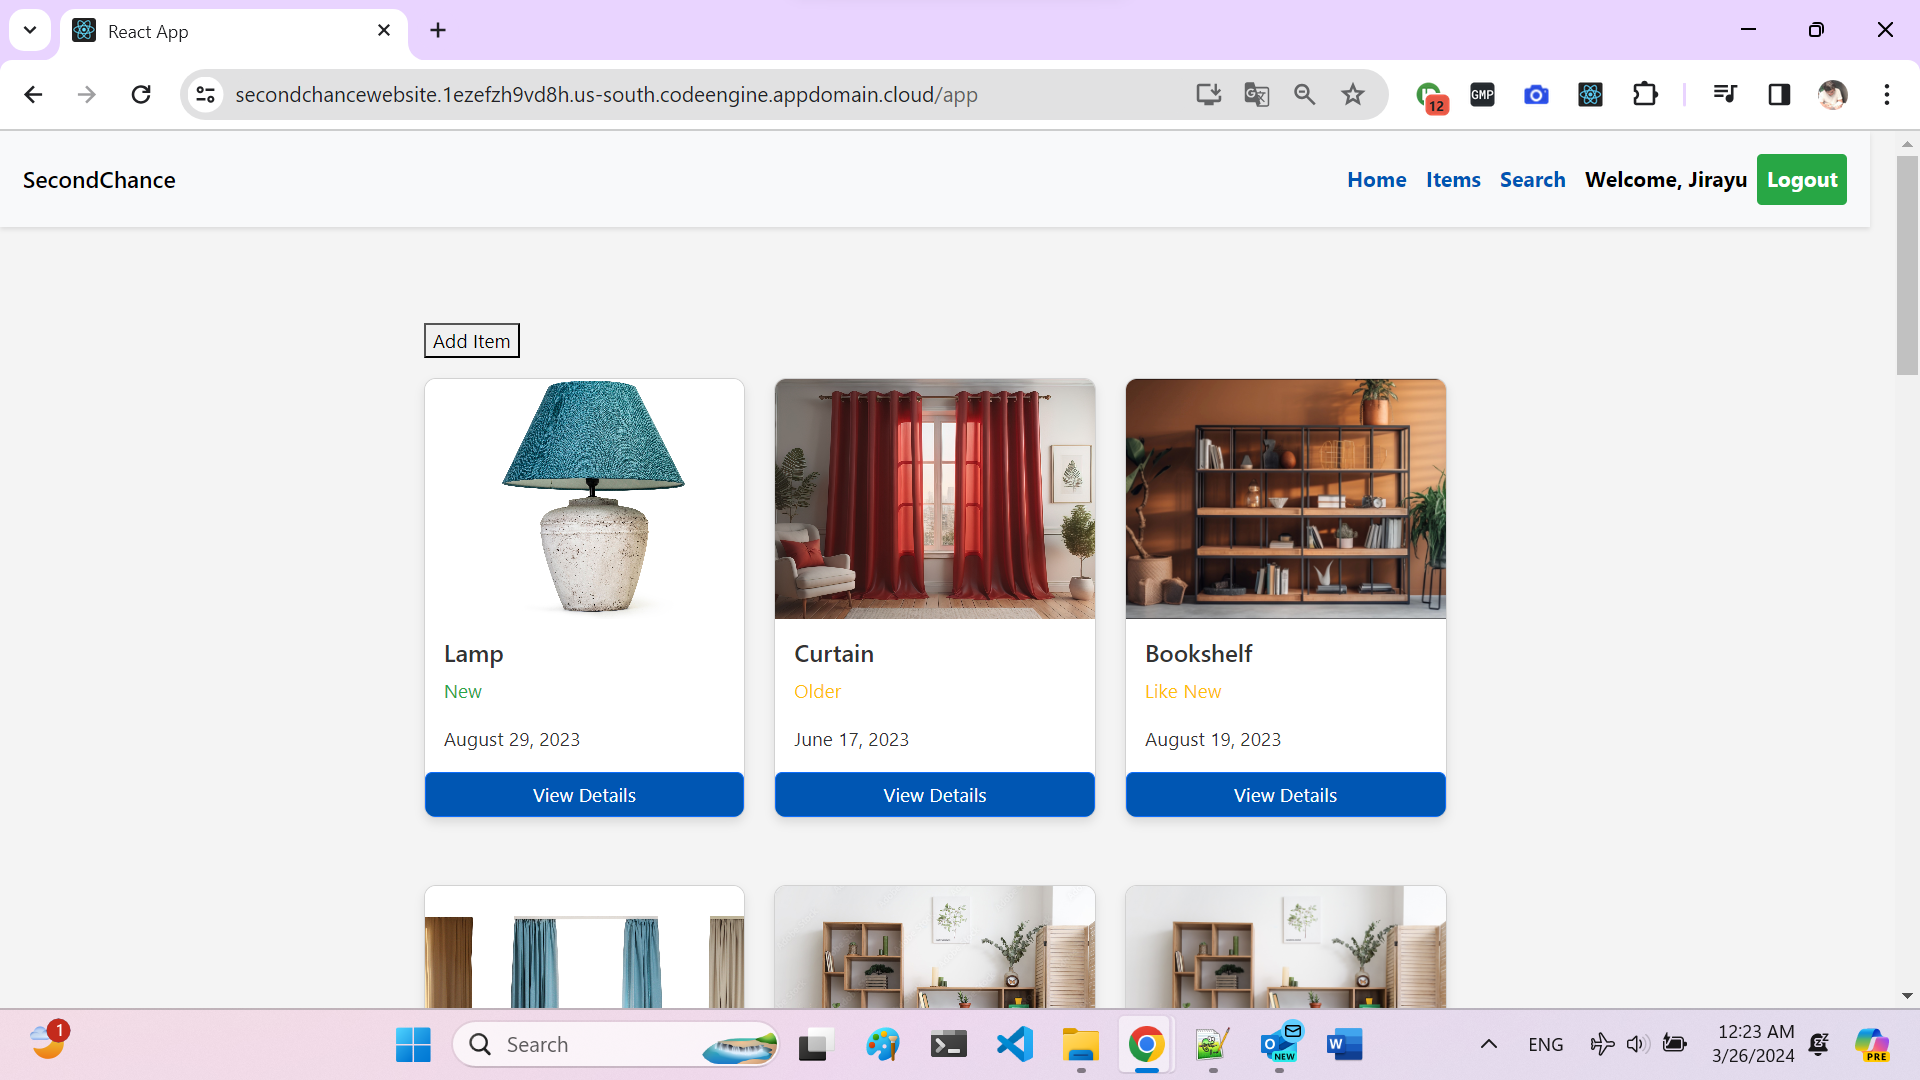 React App
secondchancewebsite.1ezefzh9vd8h.us-south.codeengine.appdomain.cloud/app
12
GMP
SecondChance
Home Items Search Welcome, Jirayu Logout
Add Item
Lamp
New
August 29, 2023
View Details
Curtain
Older
June 17, 2023
View Details
Bookshelf
Like New
August 19, 2023
View Details
1
Search
NEW
W
ENG
12:23 AM
3/26/2024
PRE